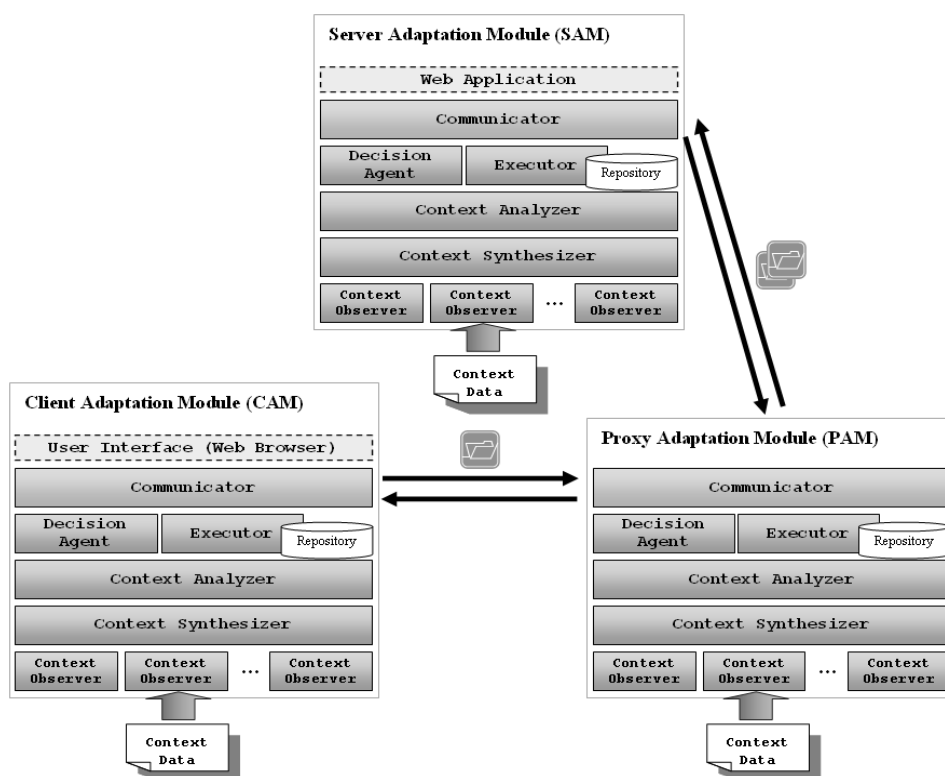 Server Adaptation Module (SAM)
Web Application
Communicator
Decision
Agent
Executor
Repository
Context Analyzer
Context Synthesizer
Context
Observer
Context
Observer
...
Context
Observer
Context
Data
Client Adaptation Module (CAM)
User Interface (Web Browser)
Communicator
Decision
Agent
Executor
Repository
Context Analyzer
Context Synthesizer
Context
Observer
Context
Observer
...
Context
Observer
Context
Data
Proxy Adaptation Module (PAM)
Communicator
Decision
Agent
Executor
Repository
Context Analyzer
Context Synthesizer
Context
Observer
Context
Observer
...
Context
Observer
Context
Data